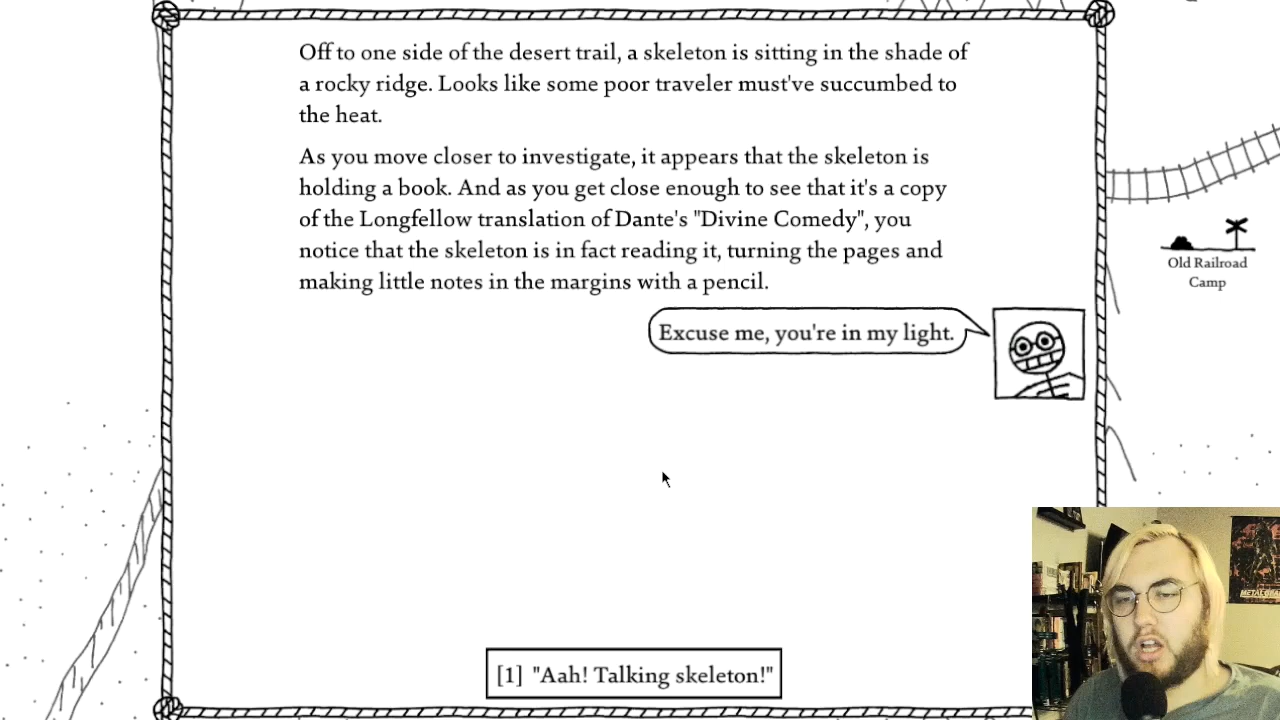 Off to one side of the desert trail, a skeleton is sitting in the shade of
a rocky ridge. Looks like some poor traveler must've succumbed to
the heat.
As you move closer to investigate, it appears that the skeleton is
holding a book. And as you get close enough to see that it's a copy
of the Longfellow translation of Dante's "Divine Comedy", you
notice that the skeleton is in fact reading it, turning the pages and
making little notes in the margins with a pencil.
Excuse me, you're in my light.
Old Railroad
Camp
[1] "Aah! Talking skeleton!"